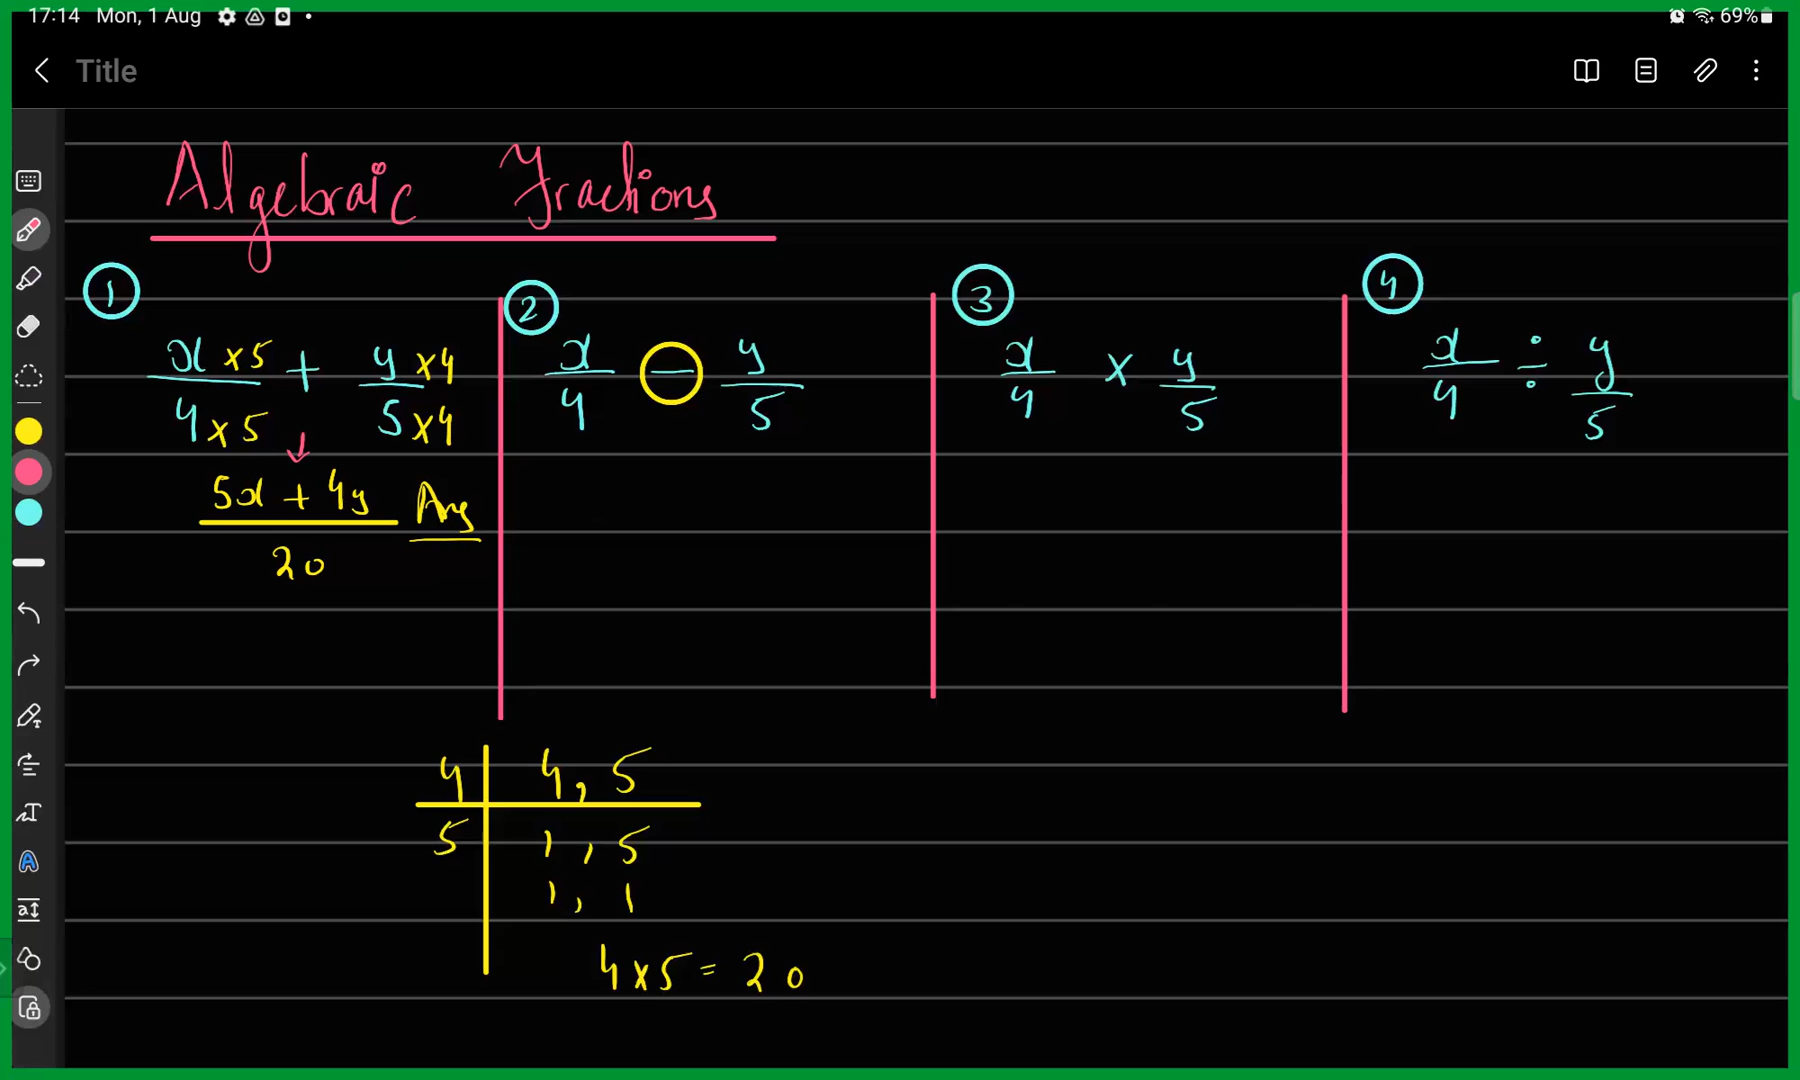 17:14 Mon, 1 Aug 69%
Title
Algebraic Fractions
1 2 3 4
x ×5 / 4 ×5 + y ×4 / 5 ×4
5x + 4y / 20 Ans
x/4 − y/5
x/4 × y/5
x/4 ÷ y/5
4 | 4, 5
5 | 1, 5
1, 1
4×5 = 20